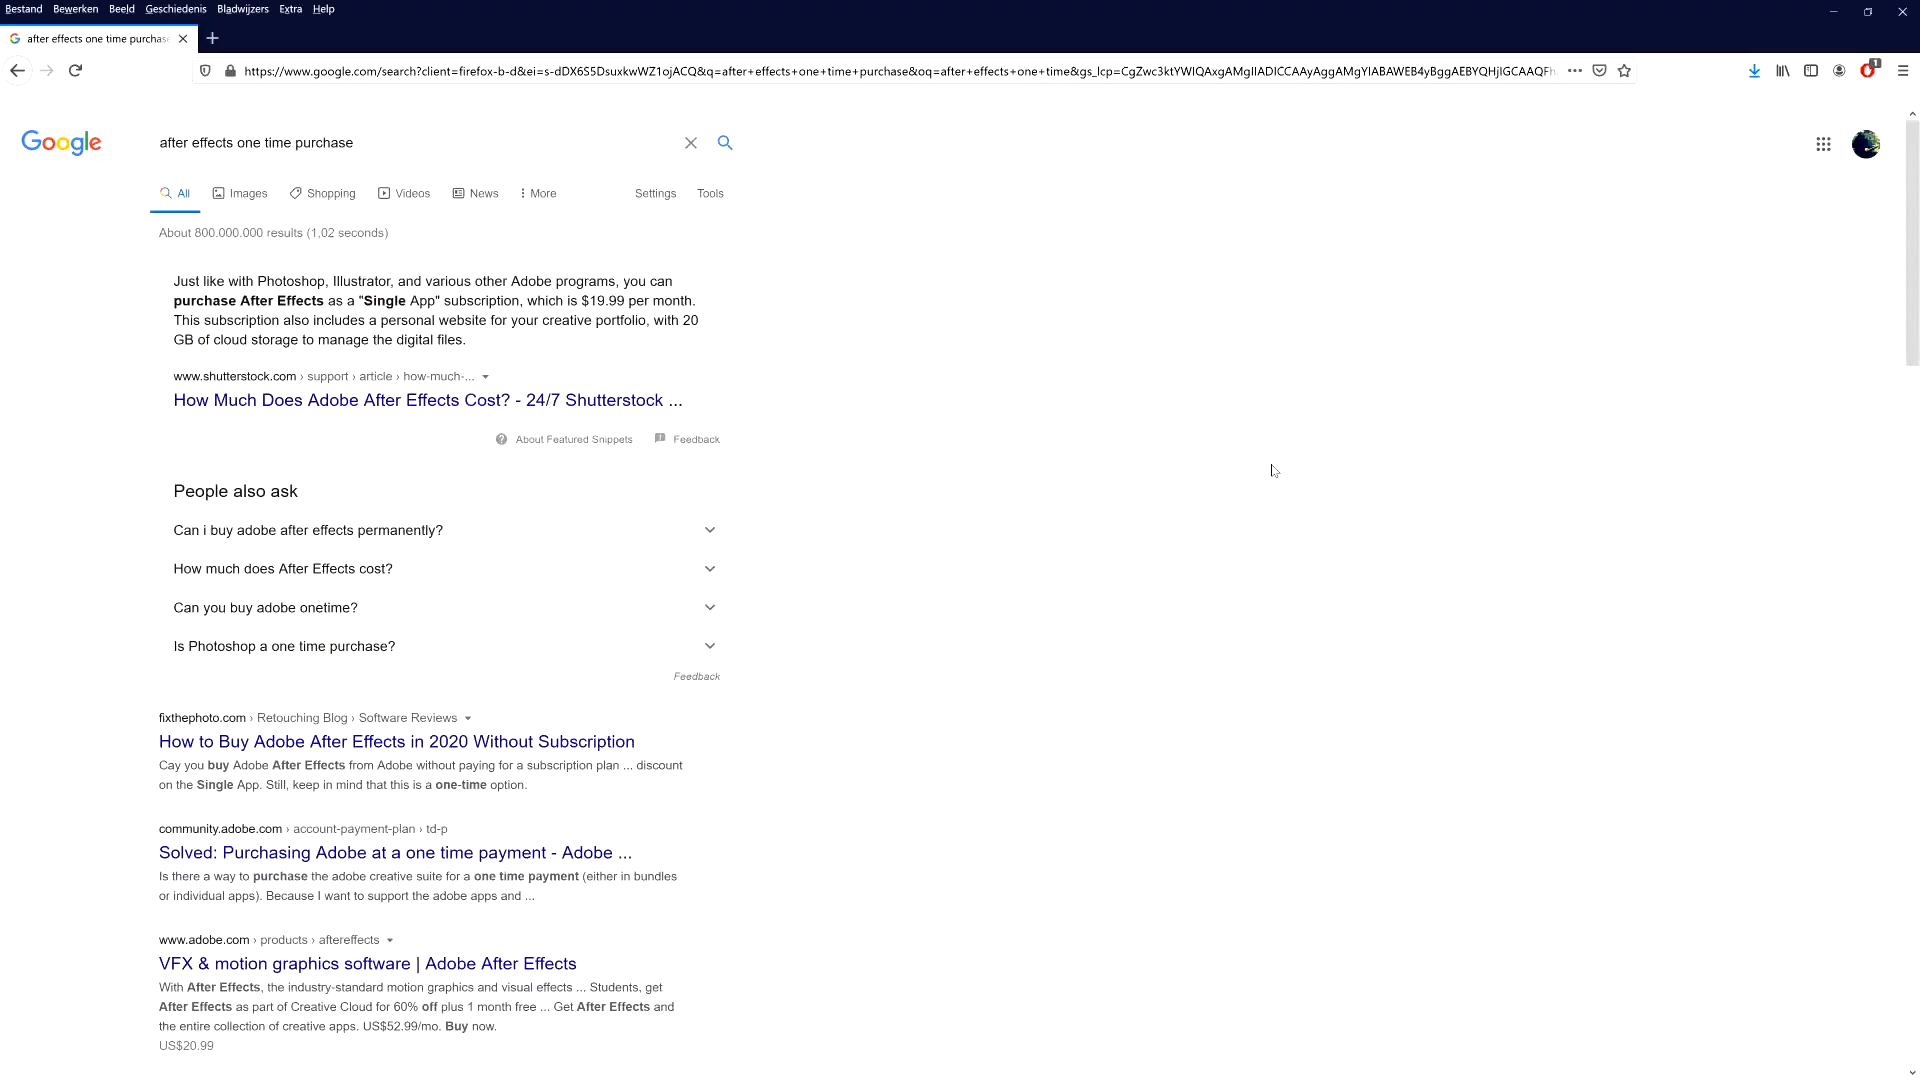 Bestand Bewerken Beeld Geschiedenis Bladwijzers Extra Help
after effects one time purchas
https://www.google.com/search?client=firefox-b-d&ei=s-dDX6S5DsuxkwWZ1ojACQ&q=after+effects+one+time+purchase&oq=after+effects+one+time&gs_lcp=CgZwc3ktYWIQAxgAMgIIADICCAAyAggAMgYIABAWEB4yBggAEBYQHjIGCAAQFh
1
Google
after effects one time purchase
All Images Shopping Videos News More Settings Tools
About 800.000.000 results (1,02 seconds)
Just like with Photoshop, Illustrator, and various other Adobe programs, you can
purchase After Effects as a "Single App" subscription, which is $19.99 per month.
This subscription also includes a personal website for your creative portfolio, with 20
GB of cloud storage to manage the digital files.
www.shutterstock.com › support › article › how-much-...
How Much Does Adobe After Effects Cost? - 24/7 Shutterstock ...
About Featured Snippets Feedback
People also ask
Can i buy adobe after effects permanently?
How much does After Effects cost?
Can you buy adobe onetime?
Is Photoshop a one time purchase?
Feedback
fixthephoto.com › Retouching Blog › Software Reviews
How to Buy Adobe After Effects in 2020 Without Subscription
Cay you buy Adobe After Effects from Adobe without paying for a subscription plan ... discount
on the Single App. Still, keep in mind that this is a one-time option.
community.adobe.com › account-payment-plan › td-p
Solved: Purchasing Adobe at a one time payment - Adobe ...
Is there a way to purchase the adobe creative suite for a one time payment (either in bundles
or individual apps). Because I want to support the adobe apps and ...
www.adobe.com › products › aftereffects
VFX & motion graphics software | Adobe After Effects
With After Effects, the industry-standard motion graphics and visual effects ... Students, get
After Effects as part of Creative Cloud for 60% off plus 1 month free ... Get After Effects and
the entire collection of creative apps. US$52.99/mo. Buy now.
US$20.99